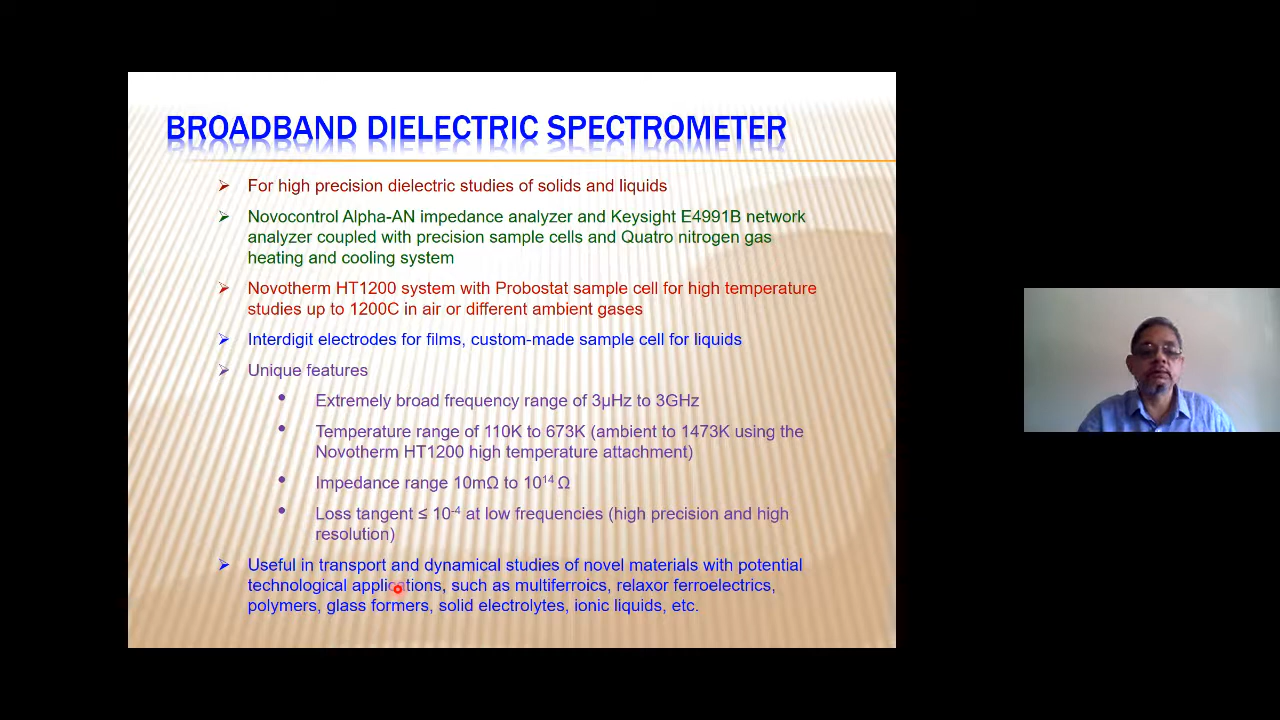 BROADBAND DIELECTRIC SPECTROMETER
For high precision dielectric studies of solids and liquids
Novocontrol Alpha-AN impedance analyzer and Keysight E4991B network
analyzer coupled with precision sample cells and Quatro nitrogen gas
heating and cooling system
Novotherm HT1200 system with Probostat sample cell for high temperature
studies up to 1200C in air or different ambient gases
Interdigit electrodes for films, custom-made sample cell for liquids
Unique features
Extremely broad frequency range of 3μHz to 3GHz
Temperature range of 110K to 673K (ambient to 1473K using the
Novotherm HT1200 high temperature attachment)
Impedance range 10mΩ to 10¹⁴ Ω
Loss tangent ≤ 10⁻⁴ at low frequencies (high precision and high
resolution)
Useful in transport and dynamical studies of novel materials with potential
technological applications, such as multiferroics, relaxor ferroelectrics,
polymers, glass formers, solid electrolytes, ionic liquids, etc.